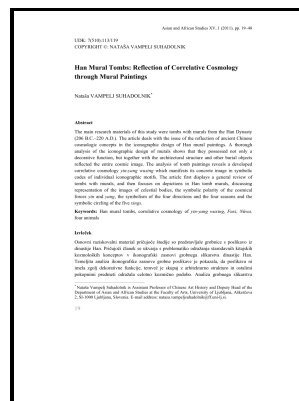 Asian and African Studies XV, 1 (2011), pp. 19–48
UDK: 7(510):113/119
COPYRIGHT ©: NATAŠA VAMPELJ SUHADOLNIK
Han Mural Tombs: Reflection of Correlative Cosmology
through Mural Paintings
Nataša VAMPELJ SUHADOLNIK*
Abstract
The main research materials of this study were tombs with murals from the Han Dynasty
(206 B.C.–220 A.D.). The article deals with the issue of the reflection of ancient Chinese
cosmologic concepts in the iconographic design of Han mural paintings. A thorough
analysis of the iconographic design of murals shows that they possessed not only a
decorative function, but together with the architectural structure and other burial objects
reflected the entire cosmic image. The analysis of tomb paintings reveals a developed
correlative cosmology yin-yang wuxing which manifests its concrete image in symbolic
codes of individual iconographic motifs. The article first displays a general review of
tombs with murals, and then focuses on depictions in Han tomb murals, discussing
representation of the images of celestial bodies, the symbolic polarity of the cosmical
forces yin and yang, the symbolism of the four directions and the four seasons and the
symbolic circling of the five xings.
Keywords: Han mural tombs, correlative cosmology of yin-yang wuxing, Fuxi, Nüwa,
four animals
Izvleček
Osnovni raziskovalni material pričujoče študije so predstavljale grobnice s poslikavo iz
dinastije Han. Pričujoči članek se ukvarja s problematiko odražanja starodavnih kitajskih
kozmoloških konceptov v ikonografski zasnovi grobnega slikarstva dinastije Han.
Temeljita analiza ikonografske zasnove grobne poslikave je pokazala, da poslikava ni
imela zgolj dekorativne funkcije, temveč je skupaj z arhitekturno strukturo in ostalimi
pokopnimi predmeti odražala celotno kozmično podobo. Analiza grobnega slikarstva
* Nataša Vampelj Suhadolnik is Assistant Professor of Chinese Art History and Deputy Head of the
Department of Asian and African Studies at the Faculty of Arts, University of Ljubljana, Aškerčeva
2, SI-1000 Ljubljana, Slovenia. E-mail address: natasa.vampeljsuhadolnik@ff.uni-lj.si
19